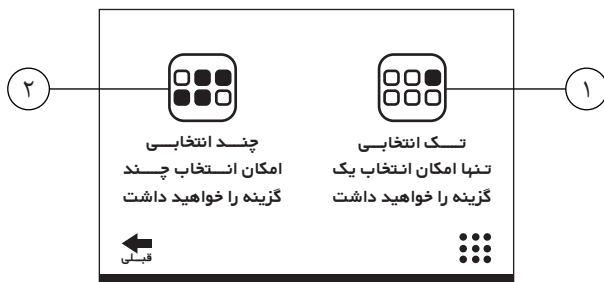 ۱
تک انتخابی
تنها امکان انتخاب یک
گزینه را خواهید داشت
۲
چند انتخابی
امکان انتخاب چند
گزینه را خواهید داشت
قبلی